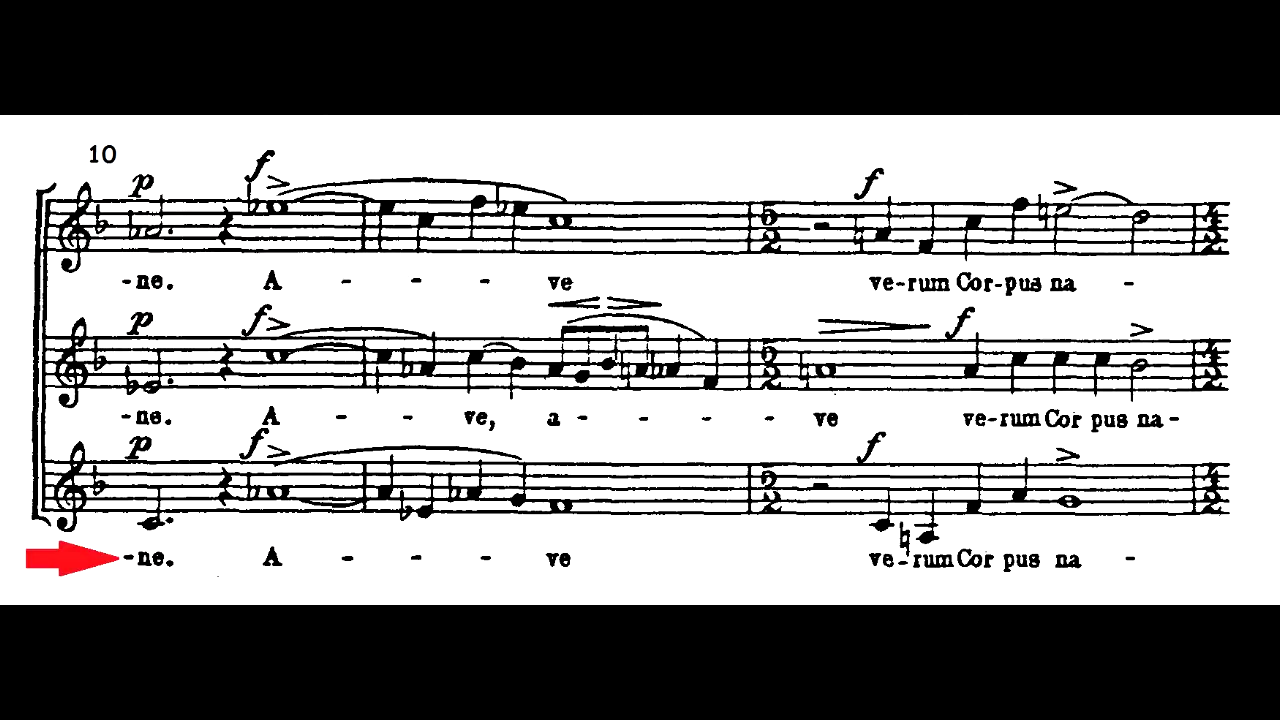 10
p f
-ne. A - - - ve ve-rum Cor-pus na -
p f f
-ne. A - - ve, a - - - - ve ve-rum Cor pus na-
p f f
-ne. A - - - ve ve-rum Cor pus na -